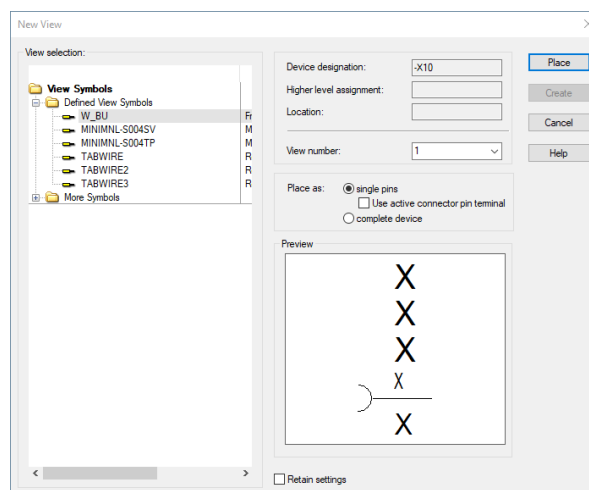 New View
View selection:
View Symbols
Defined View Symbols
W_BU Fr
MINIMNL-S004SV M
MINIMNL-S004TP M
TABWIRE R
TABWIRE2 R
TABWIRE3 R
More Symbols
Device designation: -X10
Higher level assignment:
Location:
View number: 1
Place as: single pins
Use active connector pin terminal
complete device
Preview
X
X
X
X
X
Retain settings
Place
Create
Cancel
Help